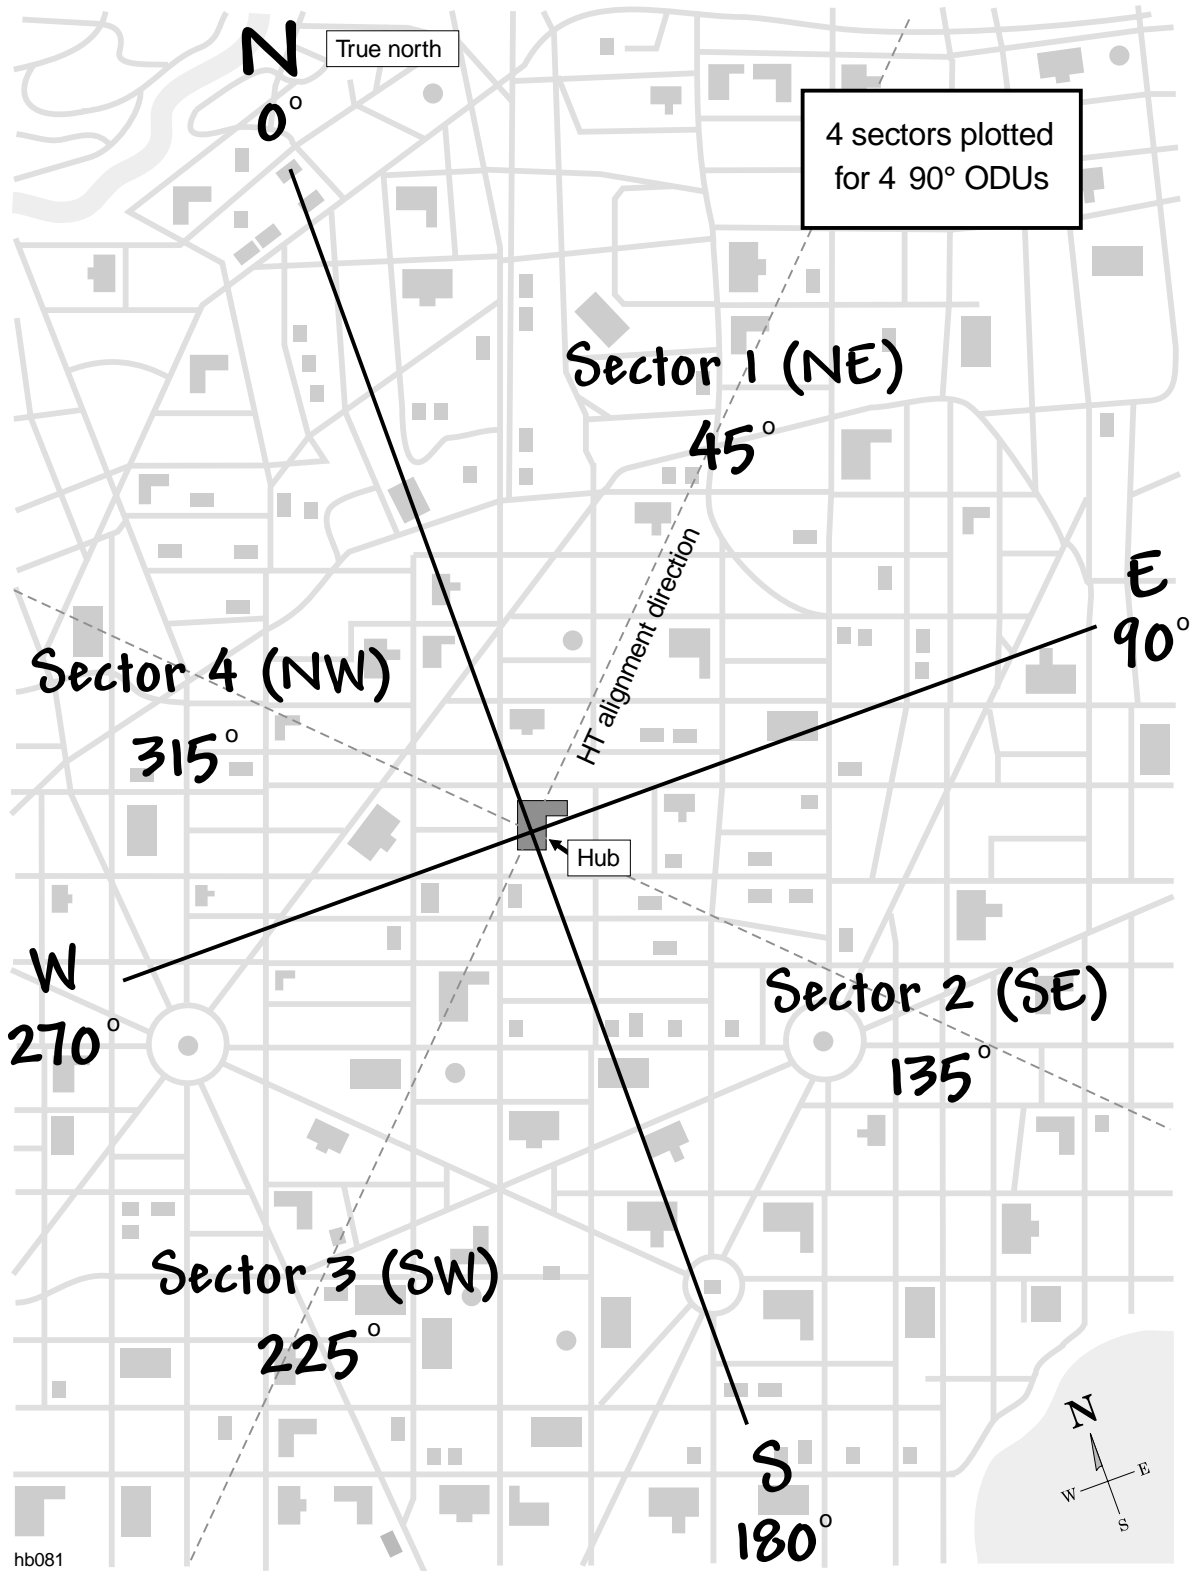 N
True north
0°
4 sectors plotted
for 4 90° ODUs
Sector 1 (NE)
45°
HT alignment direction
E
90°
Sector 4 (NW)
315°
Hub
W
270°
Sector 2 (SE)
135°
Sector 3 (SW)
225°
S
180°
N
W
E
S
hb081